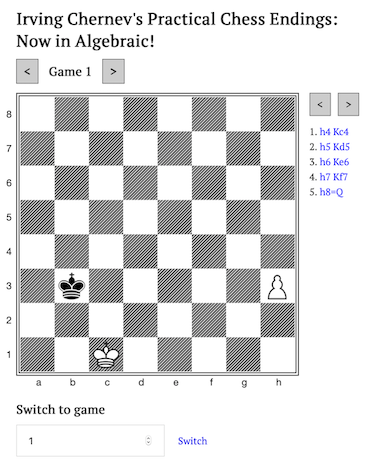 Irving Chernev's Practical Chess Endings:
Now in Algebraic!
< Game 1 >
< >
8
7
6
5
4
3
2
1
a b c d e f g h
1. h4 Kc4
2. h5 Kd5
3. h6 Ke6
4. h7 Kf7
5. h8=Q
Switch to game
1 Switch